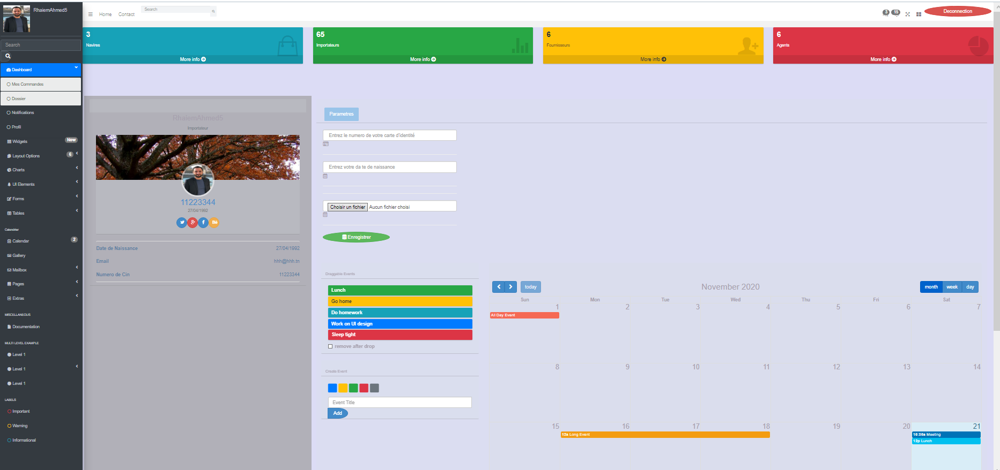 RhaiemAhmed5
Search
Dashboard
Mes Commandes
Dossier
Notifications
Profil
Widgets New
Layout Options 6
Charts
UI Elements
Forms
Tables
Calendrier
Calendar 2
Gallery
Mailbox
Pages
Extras
MISCELLANEOUS
Documentation
MULTI LEVEL EXAMPLE
Level 1
Level 1
Level 1
LABELS
Important
Warning
Informational
Home Contact Search 3 15 Deconnection
3
Navires
More info
65
Importateurs
More info
6
Fournisseurs
More info
6
Agents
More info
RhaiemAhmed5
Importateur
11223344
27/04/1992
Bē
Date de Naissance 27/04/1992
Email hhh@hhh.tn
Numero de Cin 11223344
Parametres
Entrez le numero de votre carte d'identité
Entrez votre da te de naissance
Choisir un fichier Aucun fichier choisi
Enregistrer
Draggable Events
Lunch
Go home
Do homework
Work on UI design
Sleep tight
remove after drop
Create Event
Event Title
Add
today November 2020 month week day
Sun Mon Tue Wed Thu Fri Sat
1 2 3 4 5 6 7
All Day Event
8 9 10 11 12 13 14
15 16 17 18 19 20 21
12a Long Event 10:30a Meeting
12p Lunch